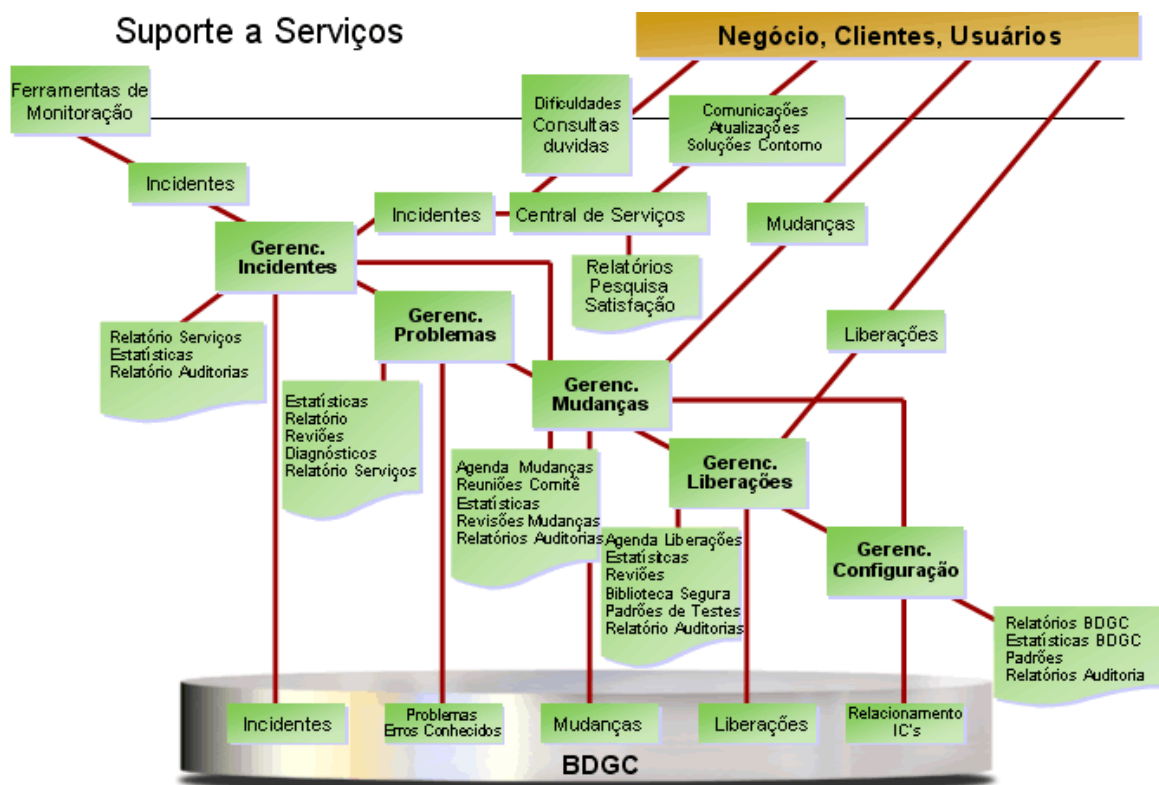 Suporte a Serviços
Negócio, Clientes, Usuários
Ferramentas de
Monitoração
Dificuldades
Consultas
duvidas
Comunicações
Atualizações
Soluções Contorno
Incidentes
Incidentes
Central de Serviços
Mudanças
Gerenc.
Incidentes
Relatórios
Pesquisa
Satisfação
Gerenc.
Problemas
Liberações
Relatório Serviços
Estatísticas
Relatório Auditorias
Gerenc.
Mudanças
Estatísticas
Relatório
Reviões
Diagnósticos
Relatório Serviços
Gerenc.
Liberações
Agenda Mudanças
Reuniões Comitê
Estatísticas
Revisões Mudanças
Relatórios Auditorias
Agenda Liberações
Estatísitcas
Reviões
Biblioteca Segura
Padrões de Testes
Relatório Auditorias
Gerenc.
Configuração
Relatórios BDGC
Estatísticas BDGC
Padrões
Relatórios Auditoria
Incidentes
Problemas
Erros Conhecidos
Mudanças
Liberações
Relacionamento
IC's
BDGC